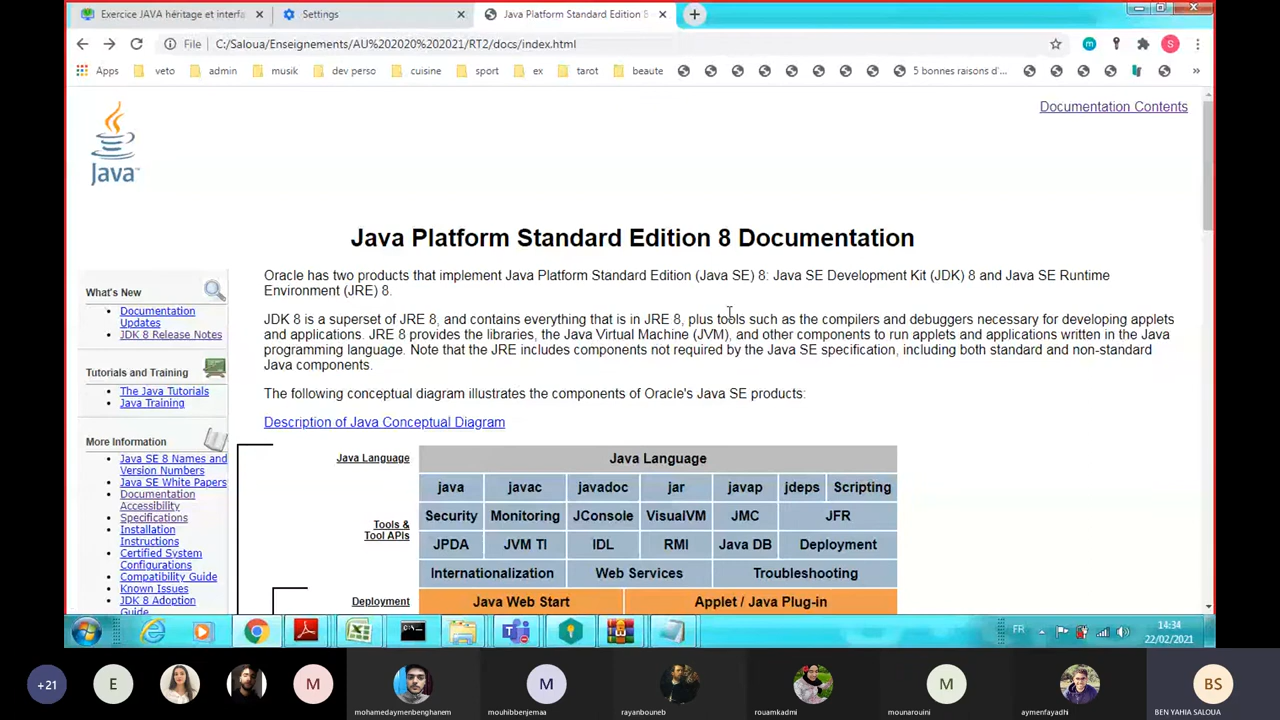 Exercice JAVA héritage et interfa
Settings
Java Platform Standard Edition 8
File
C:/Saloua/Enseignements/AU%202020%202021/RT2/docs/index.html
S
Apps
veto
admin
musik
dev perso
cuisine
sport
ex
tarot
beaute
5 bonnes raisons d'...
»
Documentation Contents
Java™
Java Platform Standard Edition 8 Documentation
Oracle has two products that implement Java Platform Standard Edition (Java SE) 8: Java SE Development Kit (JDK) 8 and Java SE Runtime
Environment (JRE) 8.
JDK 8 is a superset of JRE 8, and contains everything that is in JRE 8, plus tools such as the compilers and debuggers necessary for developing applets
and applications. JRE 8 provides the libraries, the Java Virtual Machine (JVM), and other components to run applets and applications written in the Java
programming language. Note that the JRE includes components not required by the Java SE specification, including both standard and non-standard
Java components.
The following conceptual diagram illustrates the components of Oracle's Java SE products:
Description of Java Conceptual Diagram
What's New
Documentation
Updates
JDK 8 Release Notes
Tutorials and Training
The Java Tutorials
Java Training
More Information
Java SE 8 Names and
Version Numbers
Java SE White Papers
Documentation
Accessibility
Specifications
Installation
Instructions
Certified System
Configurations
Compatibility Guide
Known Issues
JDK 8 Adoption
Guide
Java Language
Java Language
Tools &
Tool APIs
java
javac
javadoc
jar
javap
jdeps
Scripting
Security
Monitoring
JConsole
VisualVM
JMC
JFR
JPDA
JVM TI
IDL
RMI
Java DB
Deployment
Internationalization
Web Services
Troubleshooting
Deployment
Java Web Start
Applet / Java Plug-in
FR
14:34
22/02/2021
+21
E
M
mohamedaymenbenghanem
M
mouhibbenjemaa
rayanbouneb
rouamkadmi
M
mounarouini
aymenfayadhi
BS
BEN YAHIA SALOUA